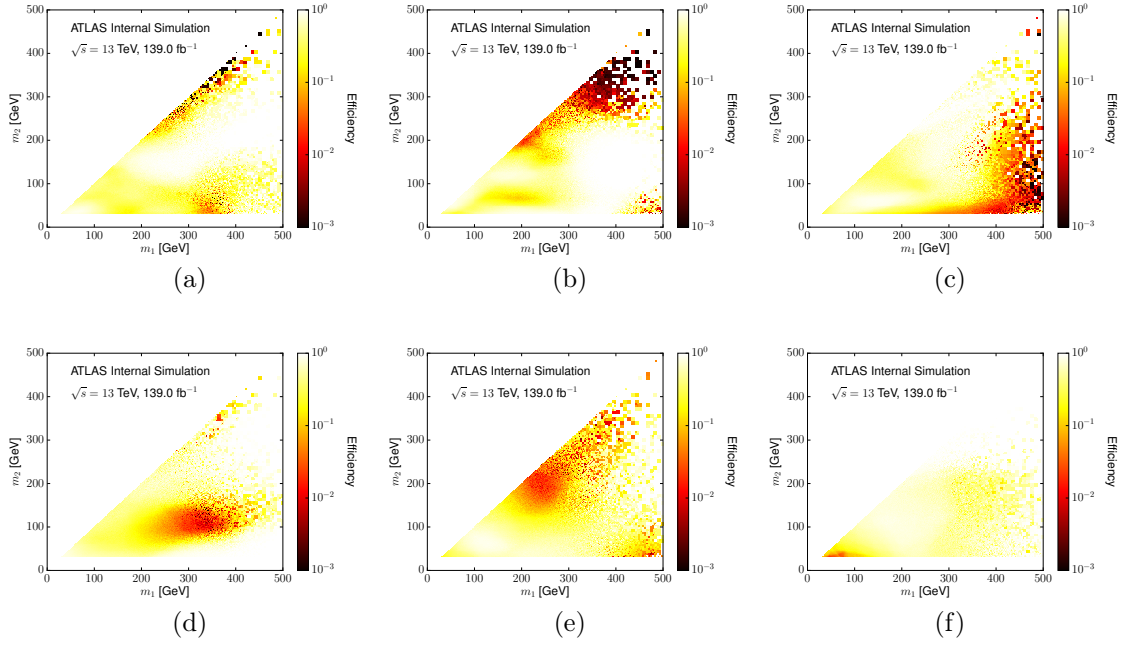 ATLAS Internal Simulation
√s = 13 TeV, 139.0 fb⁻¹
m₂ [GeV]
500
400
300
200
100
0
0 100 200 300 400 500
m₁ [GeV]
10⁰
10⁻¹
10⁻²
10⁻³
Efficiency
(a)
ATLAS Internal Simulation
√s = 13 TeV, 139.0 fb⁻¹
m₂ [GeV]
500
400
300
200
100
0
0 100 200 300 400 500
m₁ [GeV]
10⁰
10⁻¹
10⁻²
10⁻³
Efficiency
(b)
ATLAS Internal Simulation
√s = 13 TeV, 139.0 fb⁻¹
m₂ [GeV]
500
400
300
200
100
0
0 100 200 300 400 500
m₁ [GeV]
10⁰
10⁻¹
10⁻²
10⁻³
Efficiency
(c)
ATLAS Internal Simulation
√s = 13 TeV, 139.0 fb⁻¹
m₂ [GeV]
500
400
300
200
100
0
0 100 200 300 400 500
m₁ [GeV]
10⁰
10⁻¹
10⁻²
10⁻³
Efficiency
(d)
ATLAS Internal Simulation
√s = 13 TeV, 139.0 fb⁻¹
m₂ [GeV]
500
400
300
200
100
0
0 100 200 300 400 500
m₁ [GeV]
10⁰
10⁻¹
10⁻²
10⁻³
Efficiency
(e)
ATLAS Internal Simulation
√s = 13 TeV, 139.0 fb⁻¹
m₂ [GeV]
500
400
300
200
100
0
0 100 200 300 400 500
m₁ [GeV]
10⁰
10⁻¹
10⁻²
10⁻³
Efficiency
(f)